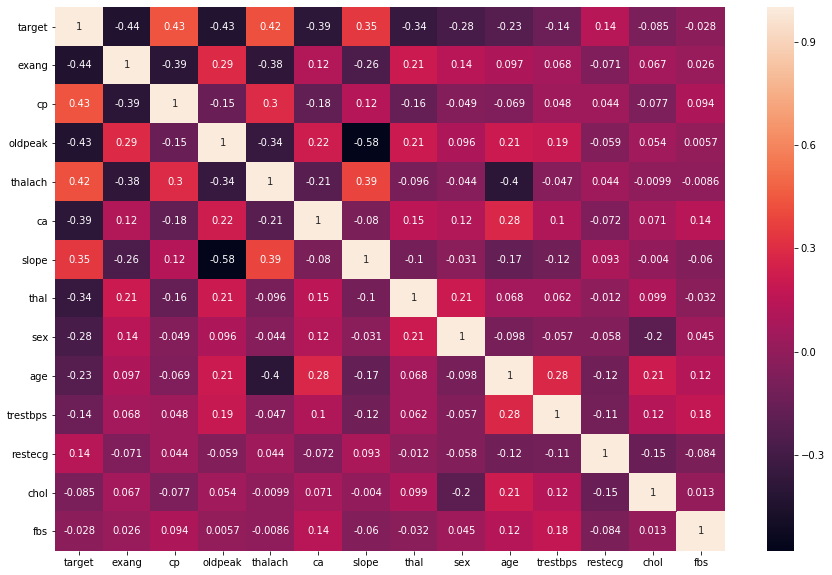 target 1 -0.44 0.43 -0.43 0.42 -0.39 0.35 -0.34 -0.28 -0.23 -0.14 0.14 -0.085 -0.028
exang -0.44 1 -0.39 0.29 -0.38 0.12 -0.26 0.21 0.14 0.097 0.068 -0.071 0.067 0.026
cp 0.43 -0.39 1 -0.15 0.3 -0.18 0.12 -0.16 -0.049 -0.069 0.048 0.044 -0.077 0.094
oldpeak -0.43 0.29 -0.15 1 -0.34 0.22 -0.58 0.21 0.096 0.21 0.19 -0.059 0.054 0.0057
thalach 0.42 -0.38 0.3 -0.34 1 -0.21 0.39 -0.096 -0.044 -0.4 -0.047 0.044 -0.0099 -0.0086
ca -0.39 0.12 -0.18 0.22 -0.21 1 -0.08 0.15 0.12 0.28 0.1 -0.072 0.071 0.14
slope 0.35 -0.26 0.12 -0.58 0.39 -0.08 1 -0.1 -0.031 -0.17 -0.12 0.093 -0.004 -0.06
thal -0.34 0.21 -0.16 0.21 -0.096 0.15 -0.1 1 0.21 0.068 0.062 -0.012 0.099 -0.032
sex -0.28 0.14 -0.049 0.096 -0.044 0.12 -0.031 0.21 1 -0.098 -0.057 -0.058 -0.2 0.045
age -0.23 0.097 -0.069 0.21 -0.4 0.28 -0.17 0.068 -0.098 1 0.28 -0.12 0.21 0.12
trestbps -0.14 0.068 0.048 0.19 -0.047 0.1 -0.12 0.062 -0.057 0.28 1 -0.11 0.12 0.18
restecg 0.14 -0.071 0.044 -0.059 0.044 -0.072 0.093 -0.012 -0.058 -0.12 -0.11 1 -0.15 -0.084
chol -0.085 0.067 -0.077 0.054 -0.0099 0.071 -0.004 0.099 -0.2 0.21 0.12 -0.15 1 0.013
fbs -0.028 0.026 0.094 0.0057 -0.0086 0.14 -0.06 -0.032 0.045 0.12 0.18 -0.084 0.013 1
target exang cp oldpeak thalach ca slope thal sex age trestbps restecg chol fbs
0.9
0.6
0.3
0.0
-0.3